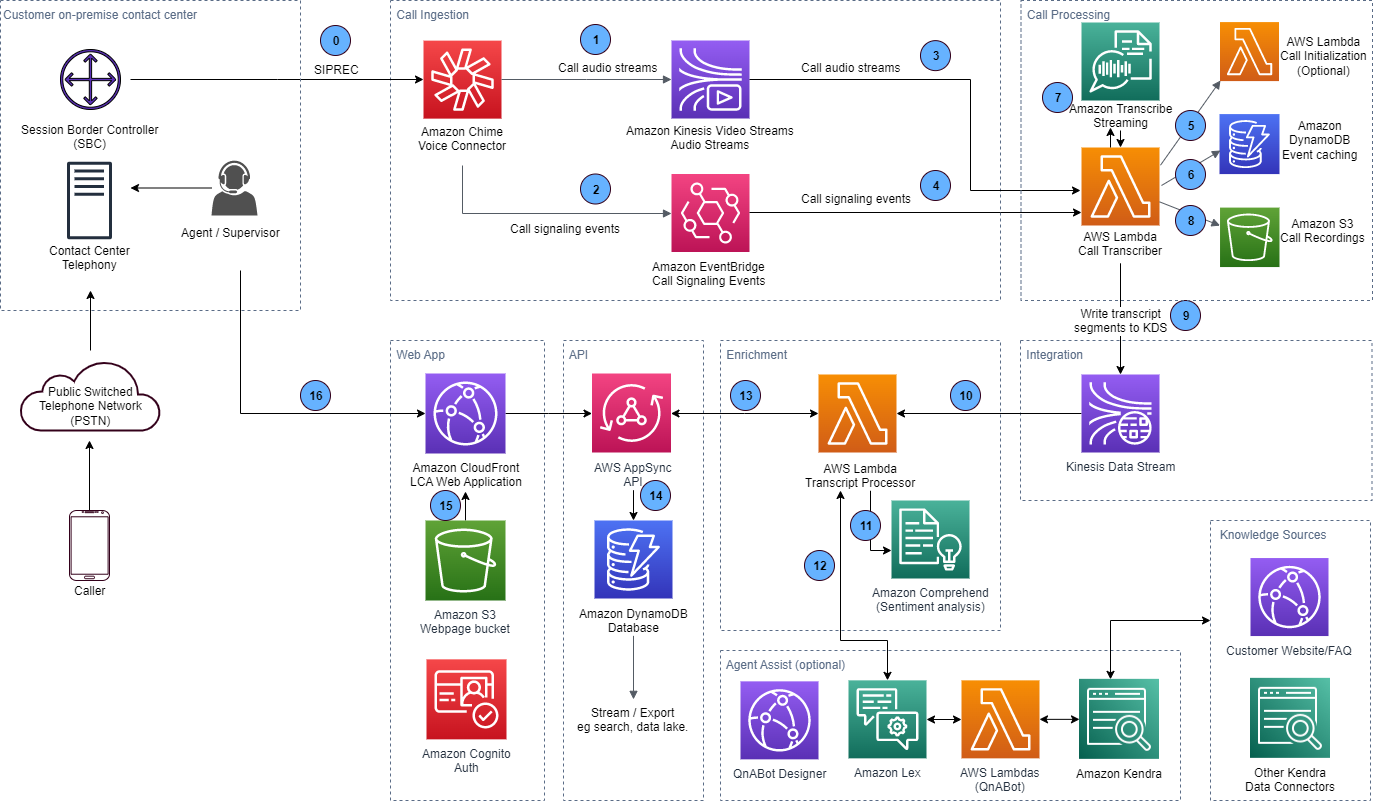 Customer on-premise contact center
Session Border Controller
(SBC)
Agent / Supervisor
Contact Center
Telephony
Public Switched
Telephone Network
(PSTN)
Caller
0
SIPREC
Call Ingestion
Amazon Chime
Voice Connector
1
Call audio streams
Amazon Kinesis Video Streams
Audio Streams
2
Call signaling events
Amazon EventBridge
Call Signaling Events
3
Call audio streams
4
Call signaling events
Call Processing
7
Amazon Transcribe
Streaming
AWS Lambda
Call Initialization
(Optional)
5
Amazon
DynamoDB
Event caching
6
8
Amazon S3
Call Recordings
AWS Lambda
Call Transcriber
Write transcript
segments to KDS
9
16
Web App
Amazon CloudFront
LCA Web Application
15
Amazon S3
Webpage bucket
Amazon Cognito
Auth
API
AWS AppSync
API
14
Amazon DynamoDB
Database
Stream / Export
eg search, data lake.
13
Enrichment
AWS Lambda
Transcript Processor
10
11
12
Amazon Comprehend
(Sentiment analysis)
Integration
Kinesis Data Stream
Agent Assist (optional)
QnABot Designer
Amazon Lex
AWS Lambdas
(QnABot)
Amazon Kendra
Knowledge Sources
Customer Website/FAQ
Other Kendra
Data Connectors